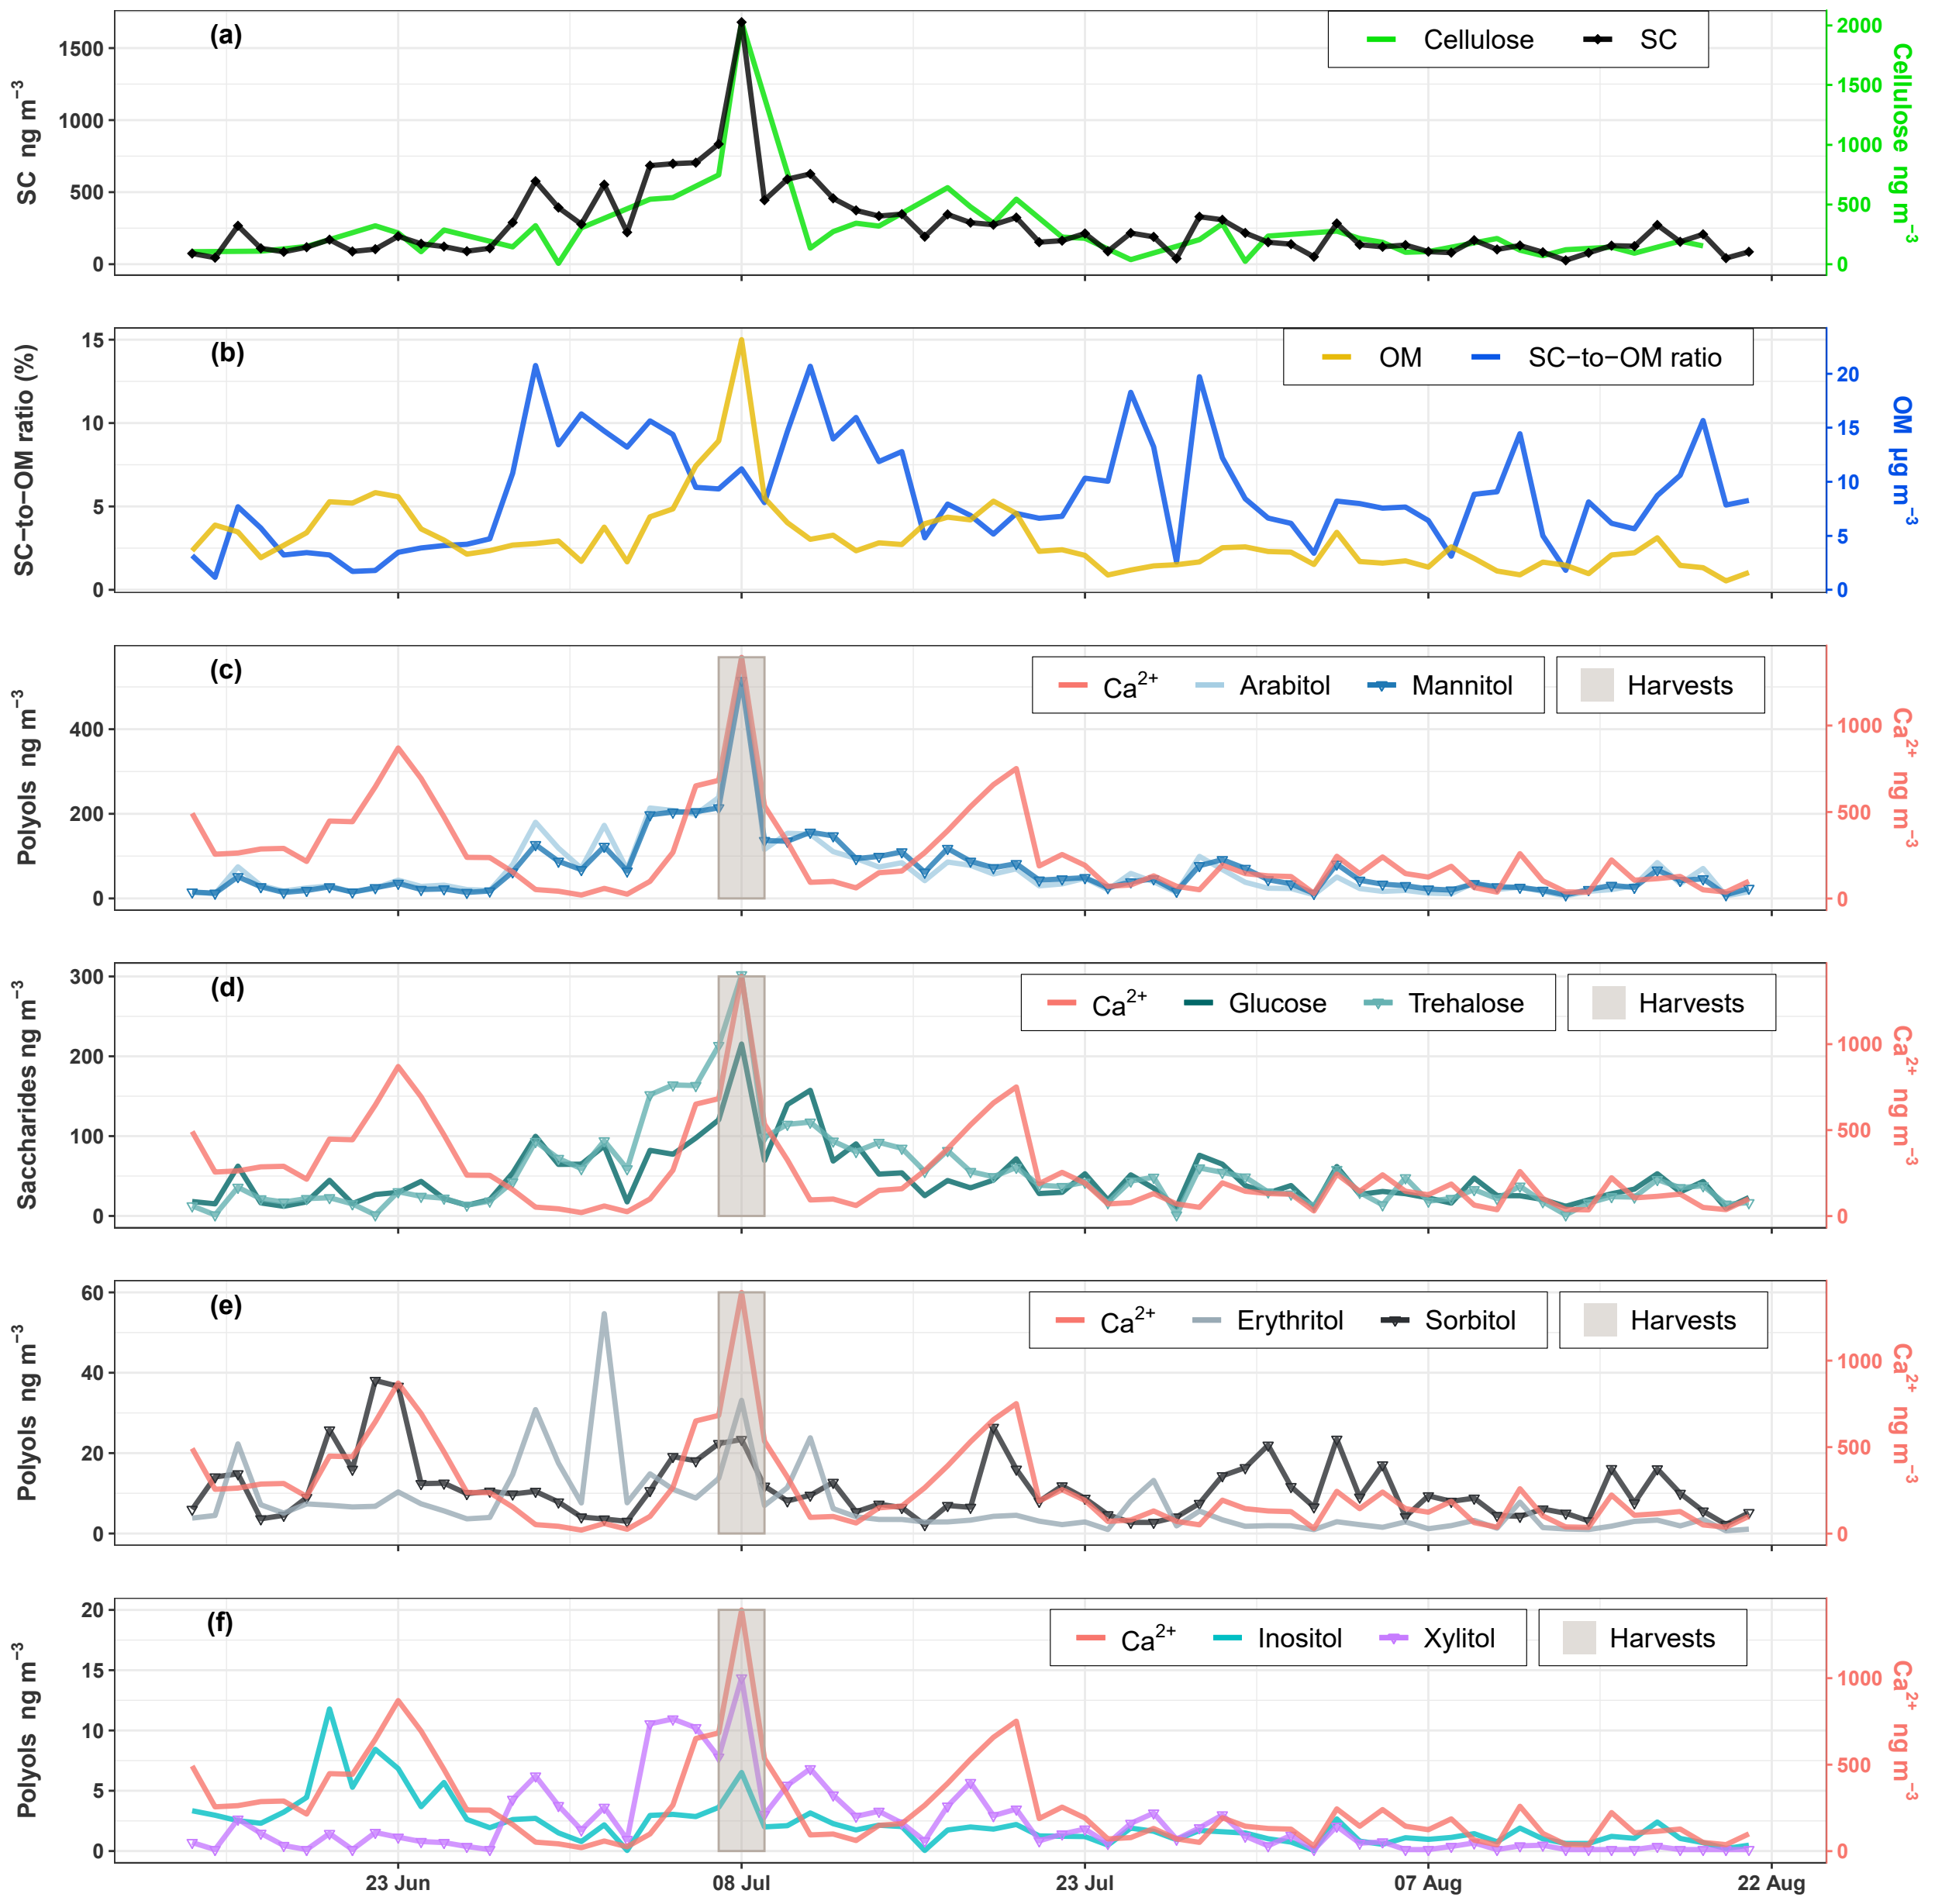 (a)
Cellulose SC
SC ng m⁻³
1500
1000
500
0
Cellulose ng m⁻³
2000
1500
1000
500
0
(b)
OM SC−to−OM ratio
SC−to−OM ratio (%)
15
10
5
0
OM µg m⁻³
20
15
10
5
0
(c)
Ca²⁺ Arabitol Mannitol Harvests
Polyols ng m⁻³
400
200
0
Ca²⁺ ng m⁻³
1000
500
0
(d)
Ca²⁺ Glucose Trehalose Harvests
Saccharides ng m⁻³
300
200
100
0
Ca²⁺ ng m⁻³
1000
500
0
(e)
Ca²⁺ Erythritol Sorbitol Harvests
Polyols ng m⁻³
60
40
20
0
Ca²⁺ ng m⁻³
1000
500
0
(f)
Ca²⁺ Inositol Xylitol Harvests
Polyols ng m⁻³
20
15
10
5
0
Ca²⁺ ng m⁻³
1000
500
0
23 Jun 08 Jul 23 Jul 07 Aug 22 Aug